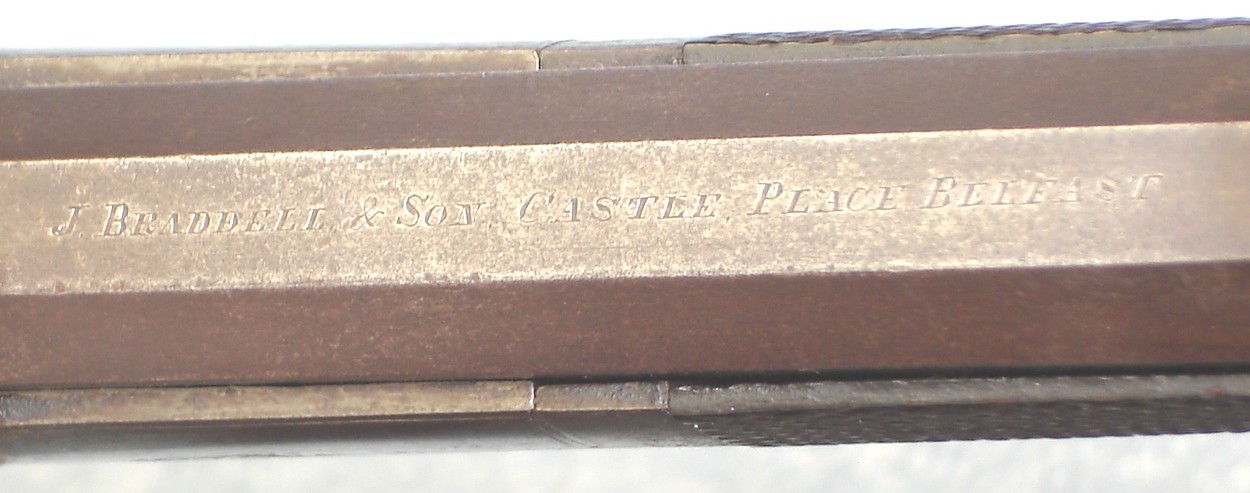 J. BRADDELL & SON CASTLE PLACE BELFAST